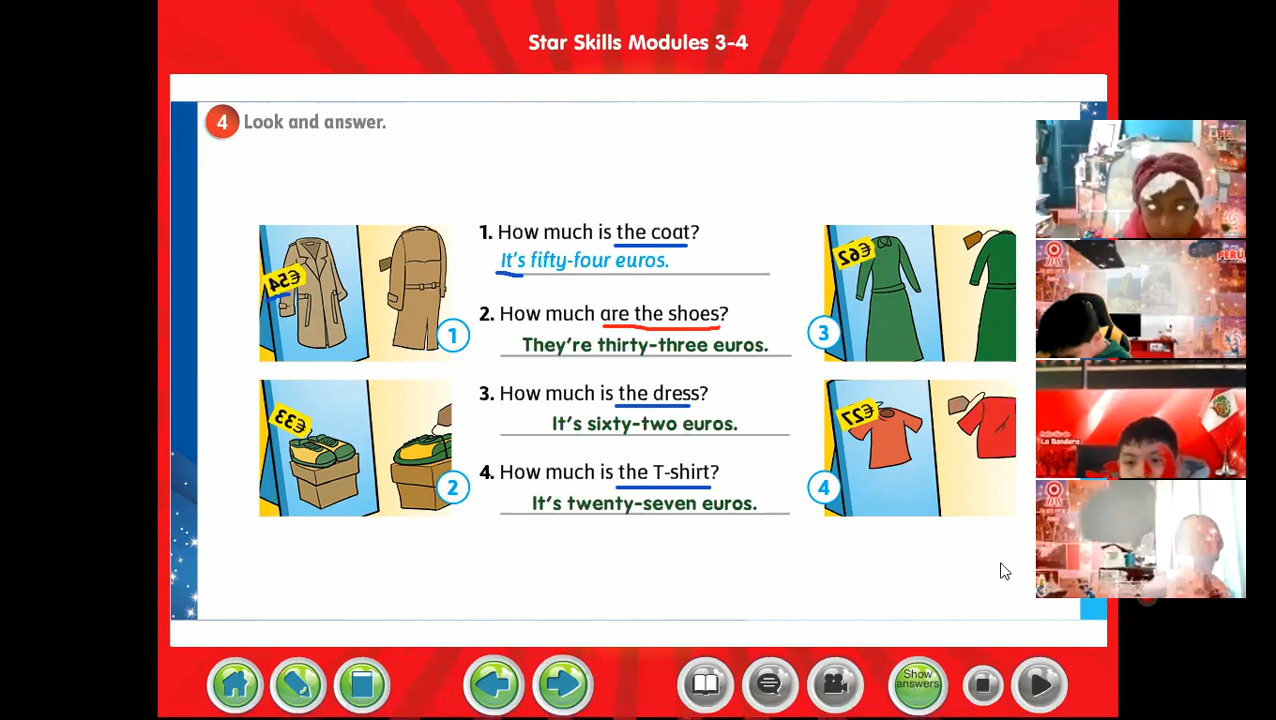 Star Skills Modules 3-4
4 Look and answer.
1. How much is the coat?
It's fifty-four euros.
2. How much are the shoes?
They're thirty-three euros.
3. How much is the dress?
It's sixty-two euros.
4. How much is the T-shirt?
It's twenty-seven euros.
€54
1
€33
2
€62
3
€27
4
PERU
La Bandera
Show
answers